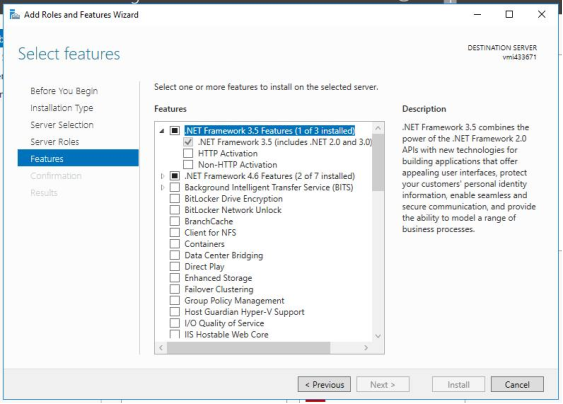 Add Roles and Features Wizard
Select features
DESTINATION SERVER
vmi433671
Before You Begin
Installation Type
Server Selection
Server Roles
Features
Confirmation
Results
Select one or more features to install on the selected server.
Features
.NET Framework 3.5 Features (1 of 3 installed)
.NET Framework 3.5 (includes .NET 2.0 and 3.0)
HTTP Activation
Non-HTTP Activation
.NET Framework 4.6 Features (2 of 7 installed)
Background Intelligent Transfer Service (BITS)
BitLocker Drive Encryption
BitLocker Network Unlock
BranchCache
Client for NFS
Containers
Data Center Bridging
Direct Play
Enhanced Storage
Failover Clustering
Group Policy Management
Host Guardian Hyper-V Support
I/O Quality of Service
IIS Hostable Web Core
Description
.NET Framework 3.5 combines the
power of the .NET Framework 2.0
APIs with new technologies for
building applications that offer
appealing user interfaces, protect
your customers' personal identity
information, enable seamless and
secure communication, and provide
the ability to model a range of
business processes.
< Previous
Next >
Install
Cancel